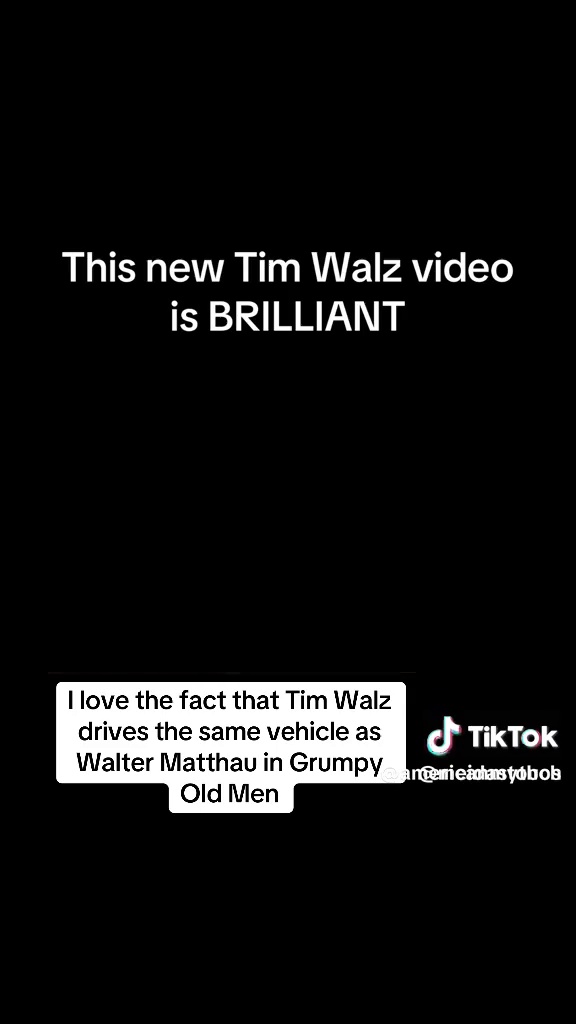 This new Tim Walz video
is BRILLIANT
I love the fact that Tim Walz
drives the same vehicle as
Walter Matthau in Grumpy
Old Men
TikTok